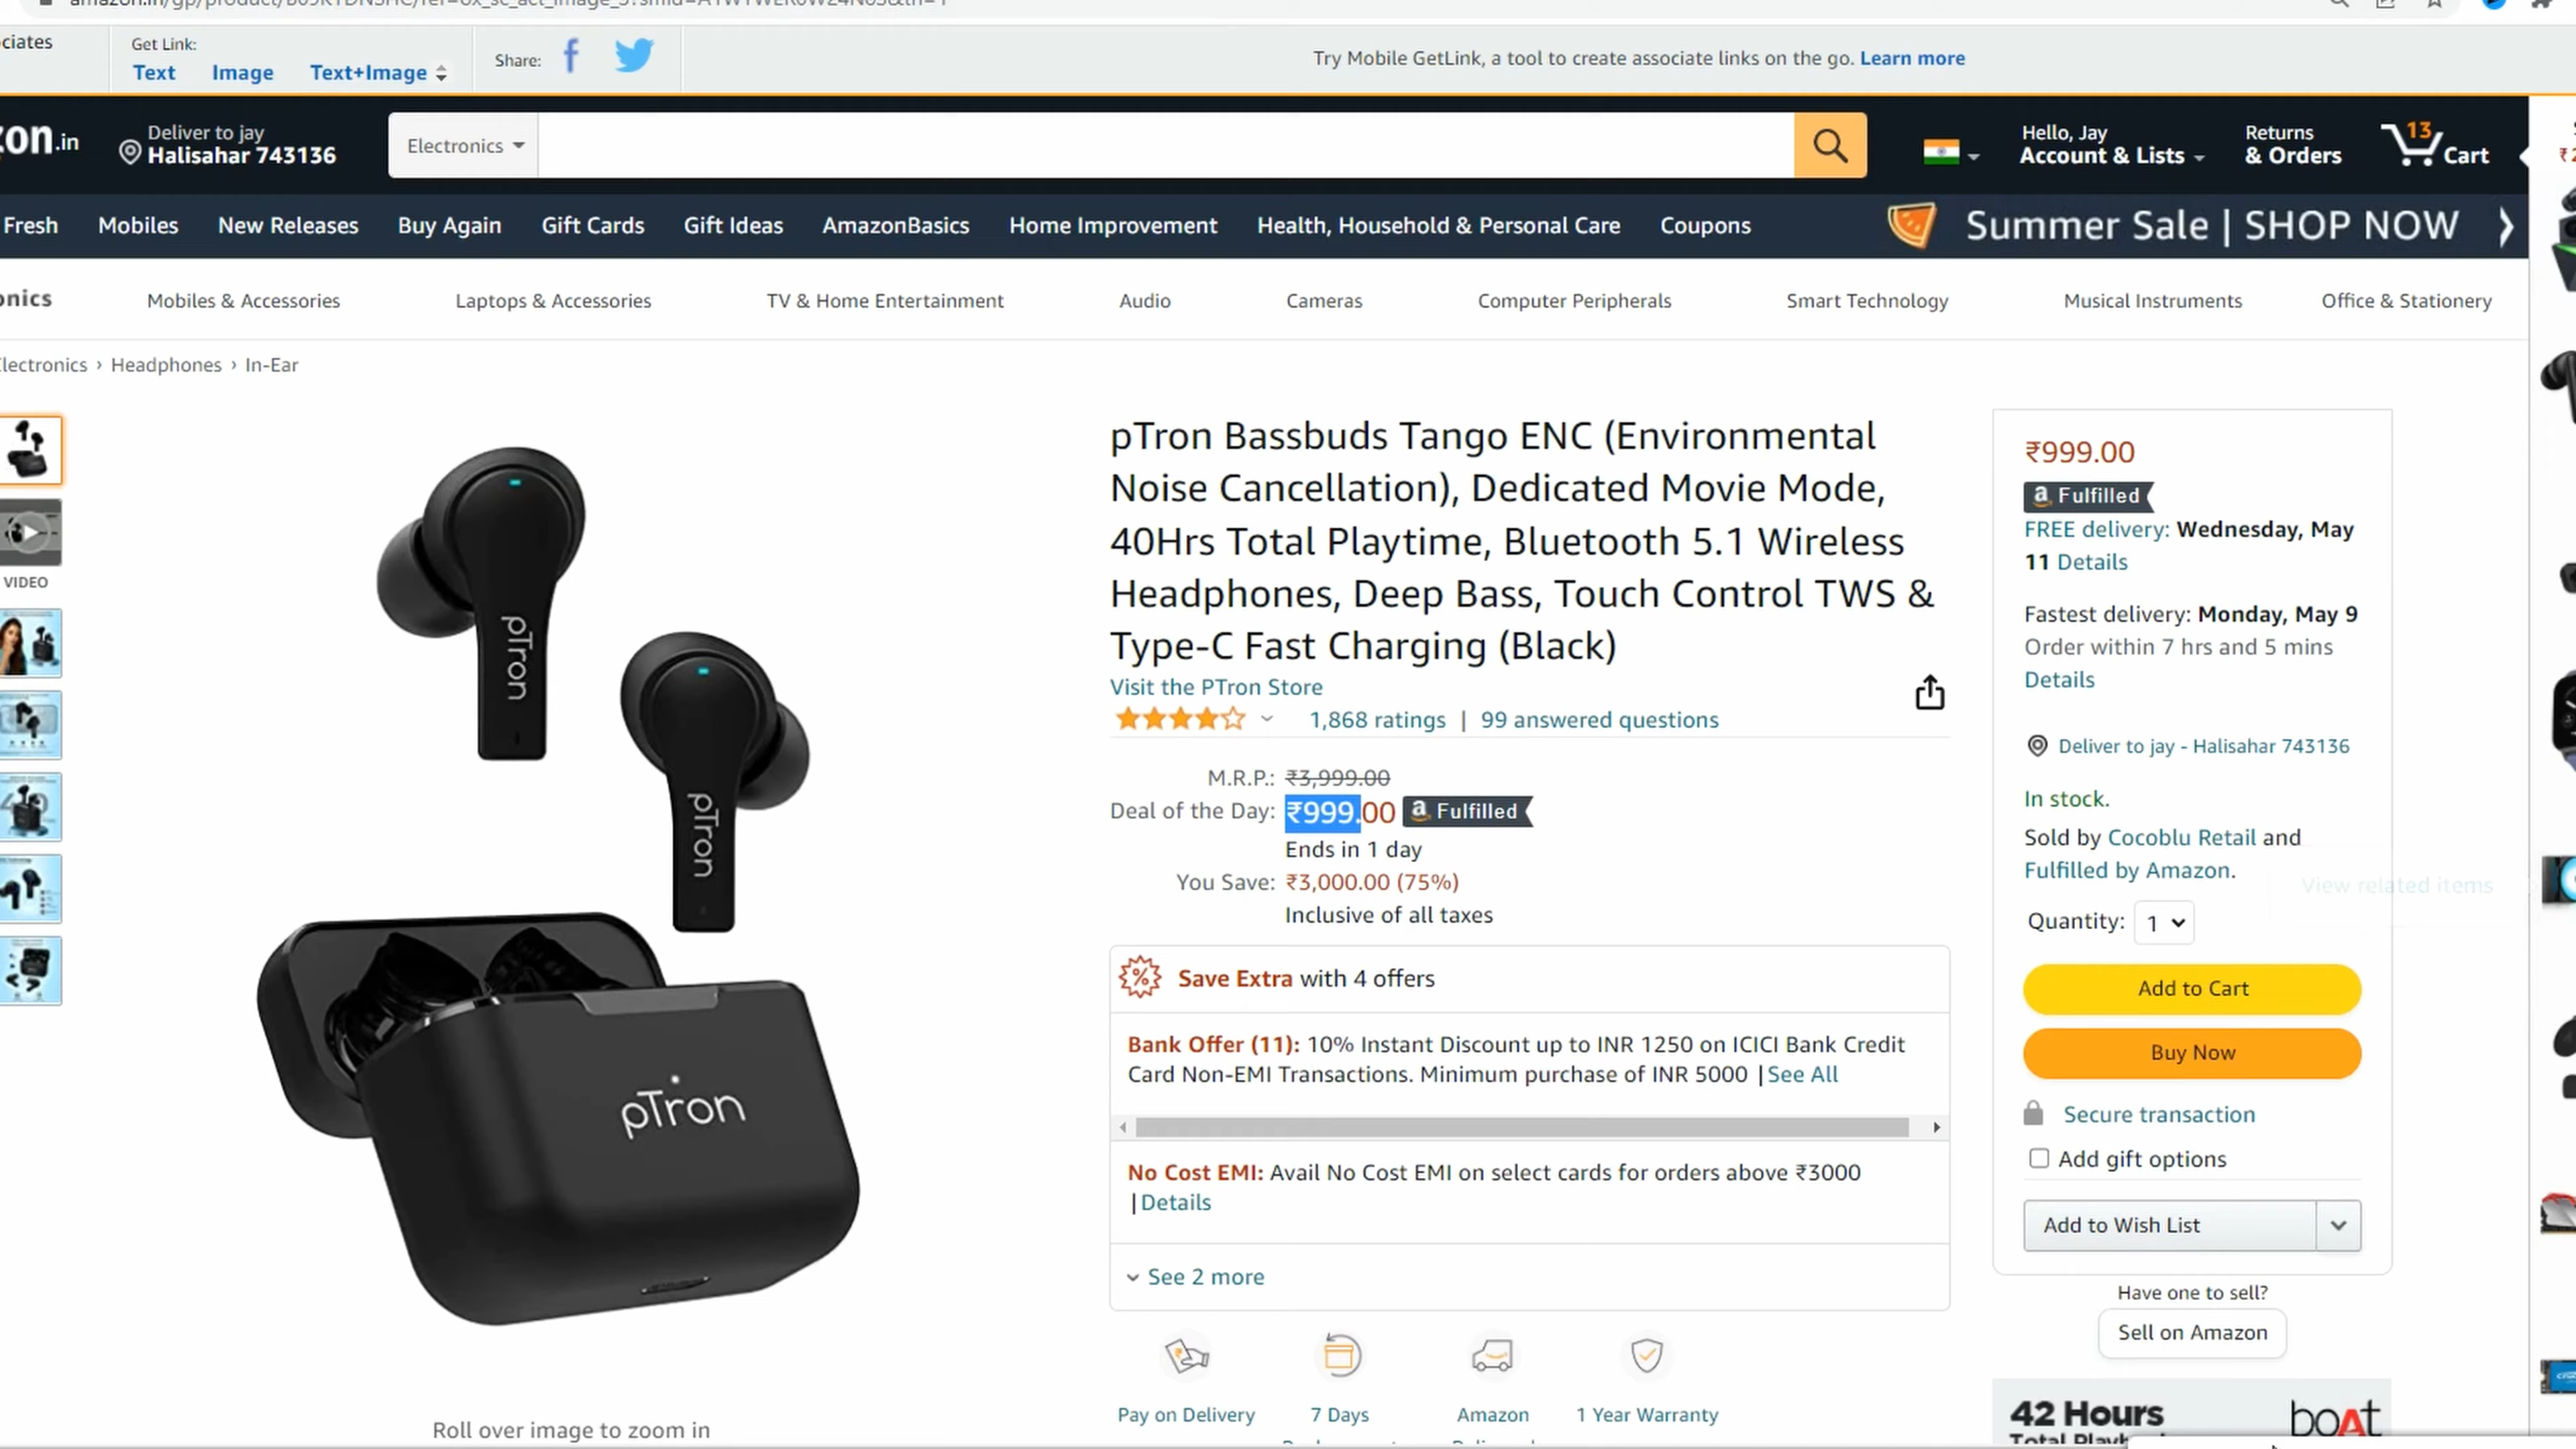 Get Link:
Text Image Text+Image
Share:
Try Mobile GetLink, a tool to create associate links on the go. Learn more
.in
Deliver to jay
Halisahar 743136
Electronics
Hello, Jay
Account & Lists
Returns
& Orders
13
Cart
Fresh Mobiles New Releases Buy Again Gift Cards Gift Ideas AmazonBasics Home Improvement Health, Household & Personal Care Coupons Summer Sale | SHOP NOW
Mobiles & Accessories Laptops & Accessories TV & Home Entertainment Audio Cameras Computer Peripherals Smart Technology Musical Instruments Office & Stationery
lectronics › Headphones › In-Ear
VIDEO
pTron
pTron
pTron
Roll over image to zoom in
pTron Bassbuds Tango ENC (Environmental
Noise Cancellation), Dedicated Movie Mode,
40Hrs Total Playtime, Bluetooth 5.1 Wireless
Headphones, Deep Bass, Touch Control TWS &
Type-C Fast Charging (Black)
Visit the PTron Store
1,868 ratings | 99 answered questions
M.R.P.: ₹3,999.00
Deal of the Day: ₹999.00 a Fulfilled
Ends in 1 day
You Save: ₹3,000.00 (75%)
Inclusive of all taxes
% Save Extra with 4 offers
Bank Offer (11): 10% Instant Discount up to INR 1250 on ICICI Bank Credit
Card Non-EMI Transactions. Minimum purchase of INR 5000 | See All
No Cost EMI: Avail No Cost EMI on select cards for orders above ₹3000
| Details
See 2 more
Pay on Delivery 7 Days Amazon 1 Year Warranty
₹999.00
a Fulfilled
FREE delivery: Wednesday, May
11 Details
Fastest delivery: Monday, May 9
Order within 7 hrs and 5 mins
Details
Deliver to jay - Halisahar 743136
In stock.
Sold by Cocoblu Retail and
Fulfilled by Amazon.
View related items
Quantity: 1
Add to Cart
Buy Now
Secure transaction
Add gift options
Add to Wish List
Have one to sell?
Sell on Amazon
42 Hours boAt